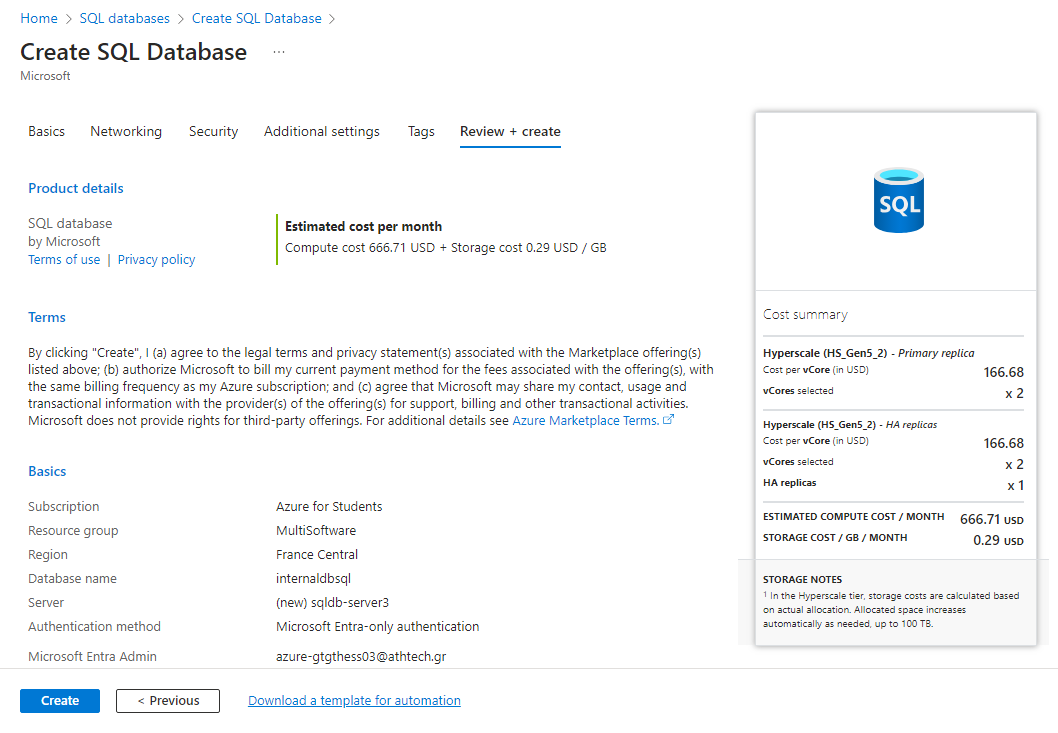 Home > SQL databases > Create SQL Database >
Create SQL Database ...
Microsoft
Basics Networking Security Additional settings Tags Review + create
Product details
SQL database
by Microsoft
Terms of use | Privacy policy
Estimated cost per month
Compute cost 666.71 USD + Storage cost 0.29 USD / GB
Terms
By clicking "Create", I (a) agree to the legal terms and privacy statement(s) associated with the Marketplace offering(s)
listed above; (b) authorize Microsoft to bill my current payment method for the fees associated with the offering(s), with
the same billing frequency as my Azure subscription; and (c) agree that Microsoft may share my contact, usage and
transactional information with the provider(s) of the offering(s) for support, billing and other transactional activities.
Microsoft does not provide rights for third-party offerings. For additional details see Azure Marketplace Terms.
Basics
Subscription Azure for Students
Resource group MultiSoftware
Region France Central
Database name internaldbsql
Server (new) sqldb-server3
Authentication method Microsoft Entra-only authentication
Microsoft Entra Admin azure-gtgthess03@athtech.gr
SQL
Cost summary
Hyperscale (HS_Gen5_2) - Primary replica
Cost per vCore (in USD) 166.68
vCores selected x 2
Hyperscale (HS_Gen5_2) - HA replicas
Cost per vCore (in USD) 166.68
vCores selected x 2
HA replicas x 1
ESTIMATED COMPUTE COST / MONTH 666.71 USD
STORAGE COST / GB / MONTH 0.29 USD
STORAGE NOTES
¹ In the Hyperscale tier, storage costs are calculated based
on actual allocation. Allocated space increases
automatically as needed, up to 100 TB.
Create < Previous Download a template for automation